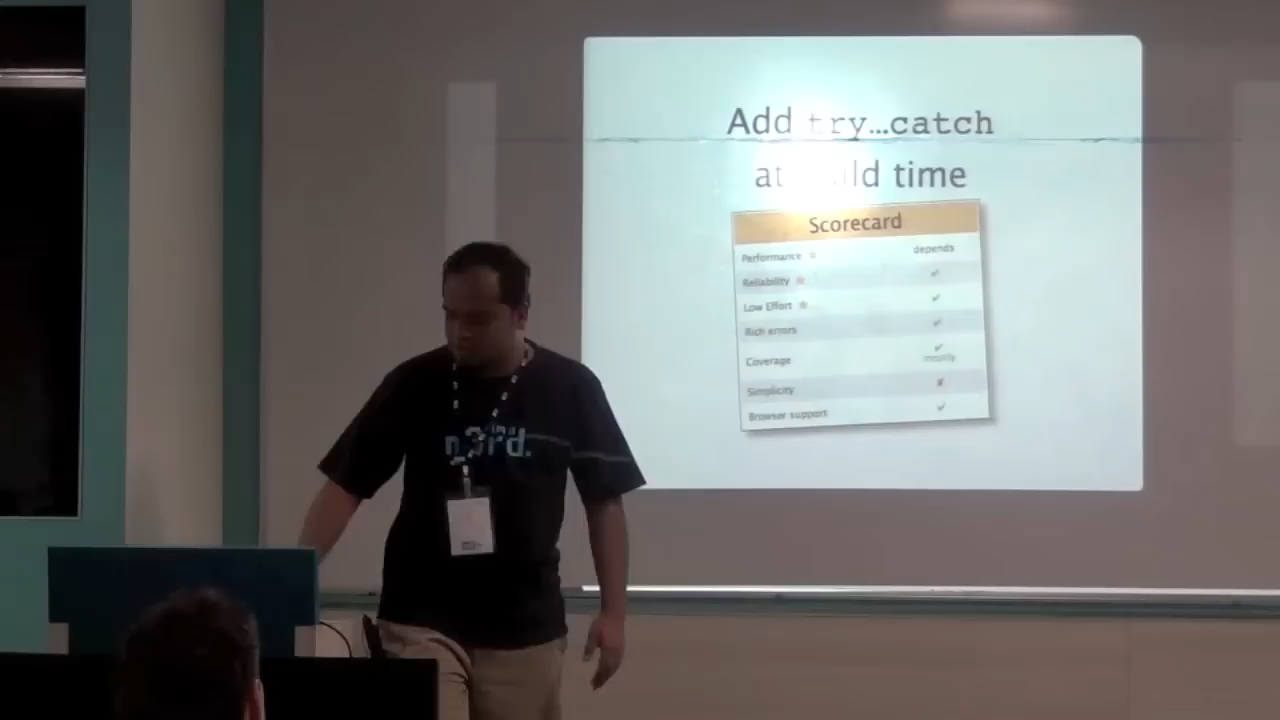 Add try…catch
at build time
Scorecard
Performance * depends
Reliability * ✓
Low Effort * ✓
Rich errors ✓
Coverage ✓ mostly
Simplicity ✗
Browser support ✓
n3rd.